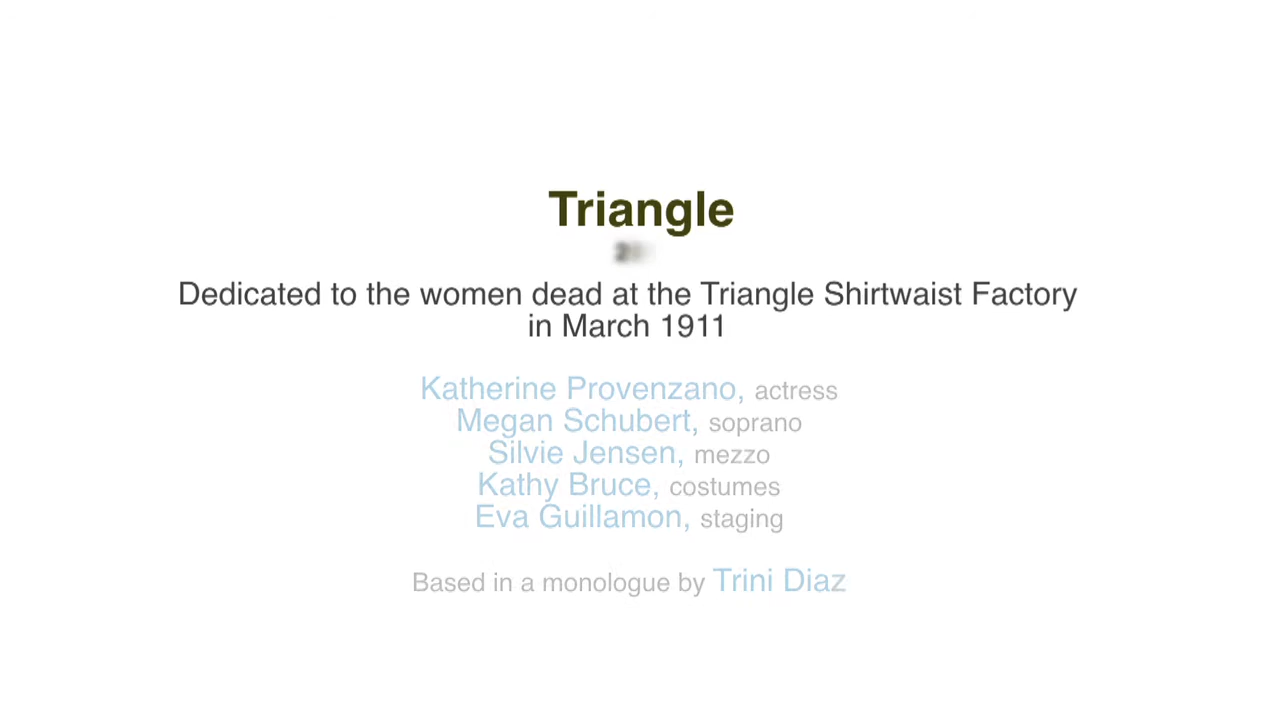 Triangle
Dedicated to the women dead at the Triangle Shirtwaist Factory
in March 1911
Katherine Provenzano, actress
Megan Schubert, soprano
Silvie Jensen, mezzo
Kathy Bruce, costumes
Eva Guillamon, staging
Based in a monologue by Trini Diaz